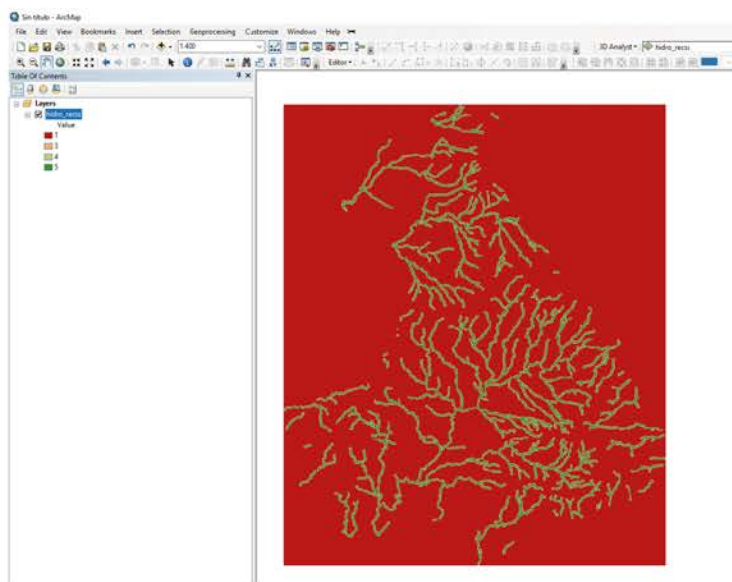 Sin título - ArcMap
File Edit View Bookmarks Insert Selection Geoprocessing Customize Windows Help
1:400
3D Analyst
hidro_recss
Editor
Table Of Contents
Layers
hidro_recss
Value
1
3
4
5